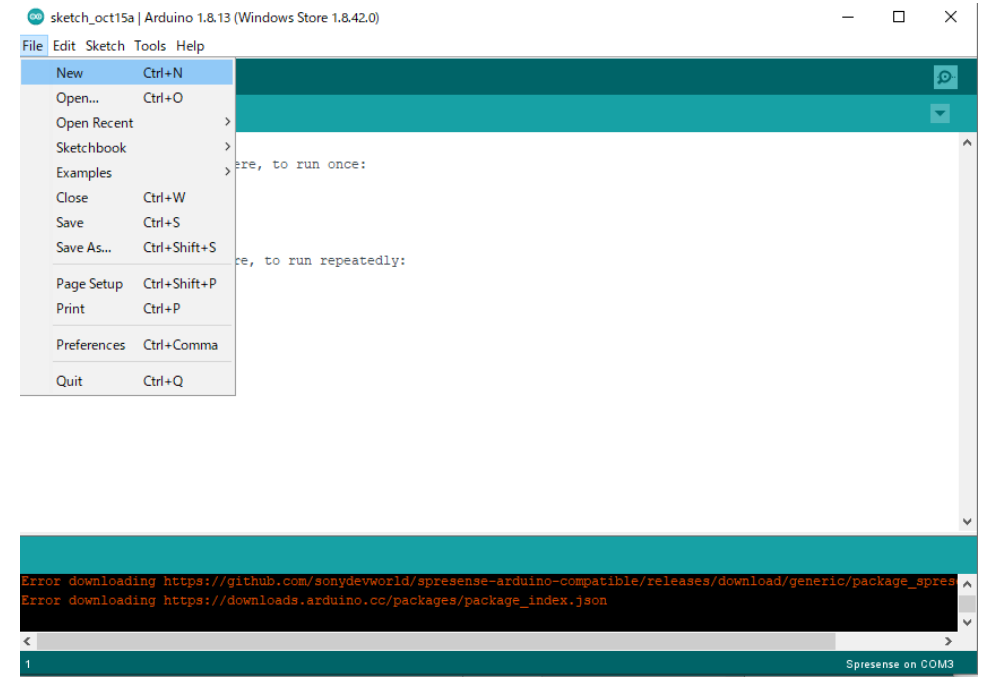 sketch_oct15a | Arduino 1.8.13 (Windows Store 1.8.42.0)
File Edit Sketch Tools Help
New Ctrl+N
Open... Ctrl+O
Open Recent
Sketchbook
Examples
Close Ctrl+W
Save Ctrl+S
Save As... Ctrl+Shift+S
Page Setup Ctrl+Shift+P
Print Ctrl+P
Preferences Ctrl+Comma
Quit Ctrl+Q
ere, to run once:
re, to run repeatedly:
Error downloading https://github.com/sonydevworld/spresense-arduino-compatible/releases/download/generic/package_spres
Error downloading https://downloads.arduino.cc/packages/package_index.json
1 Spresense on COM3